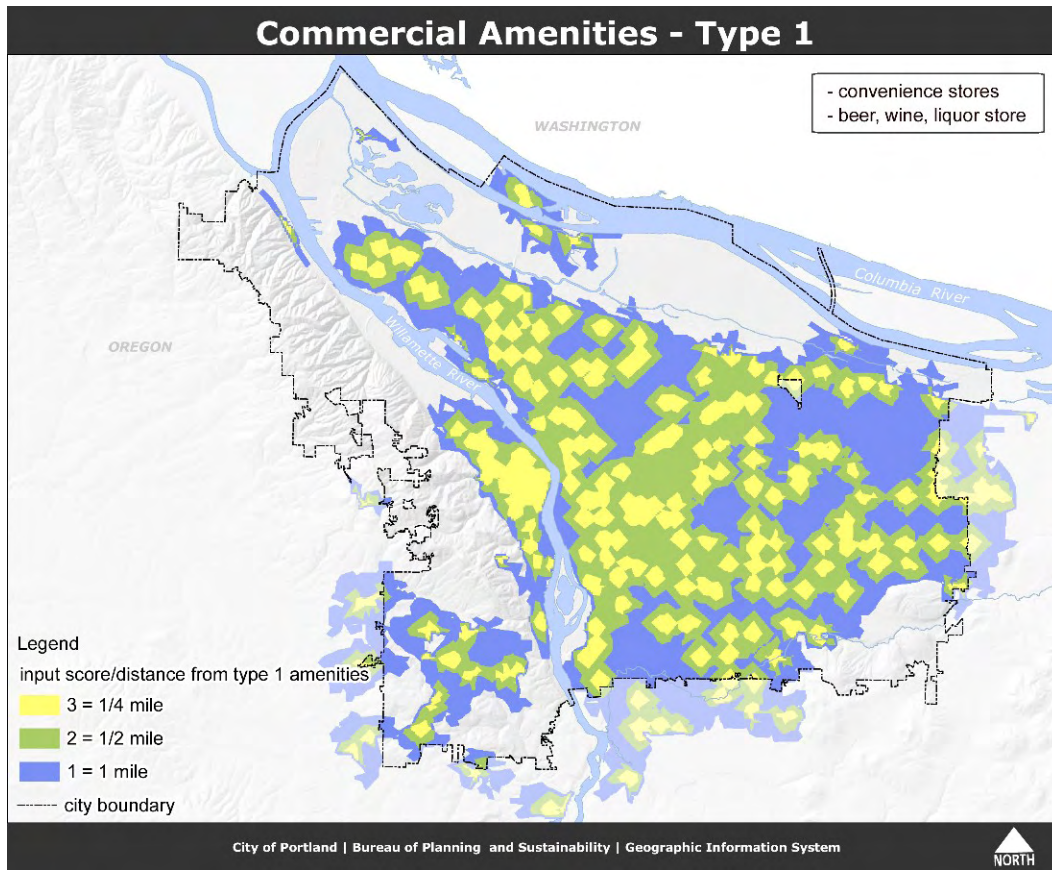 Commercial Amenities - Type 1
- convenience stores
- beer, wine, liquor store
WASHINGTON
Columbia River
OREGON
Willamette River
Legend
input score/distance from type 1 amenities
3 = 1/4 mile
2 = 1/2 mile
1 = 1 mile
city boundary
City of Portland | Bureau of Planning and Sustainability | Geographic Information System
NORTH